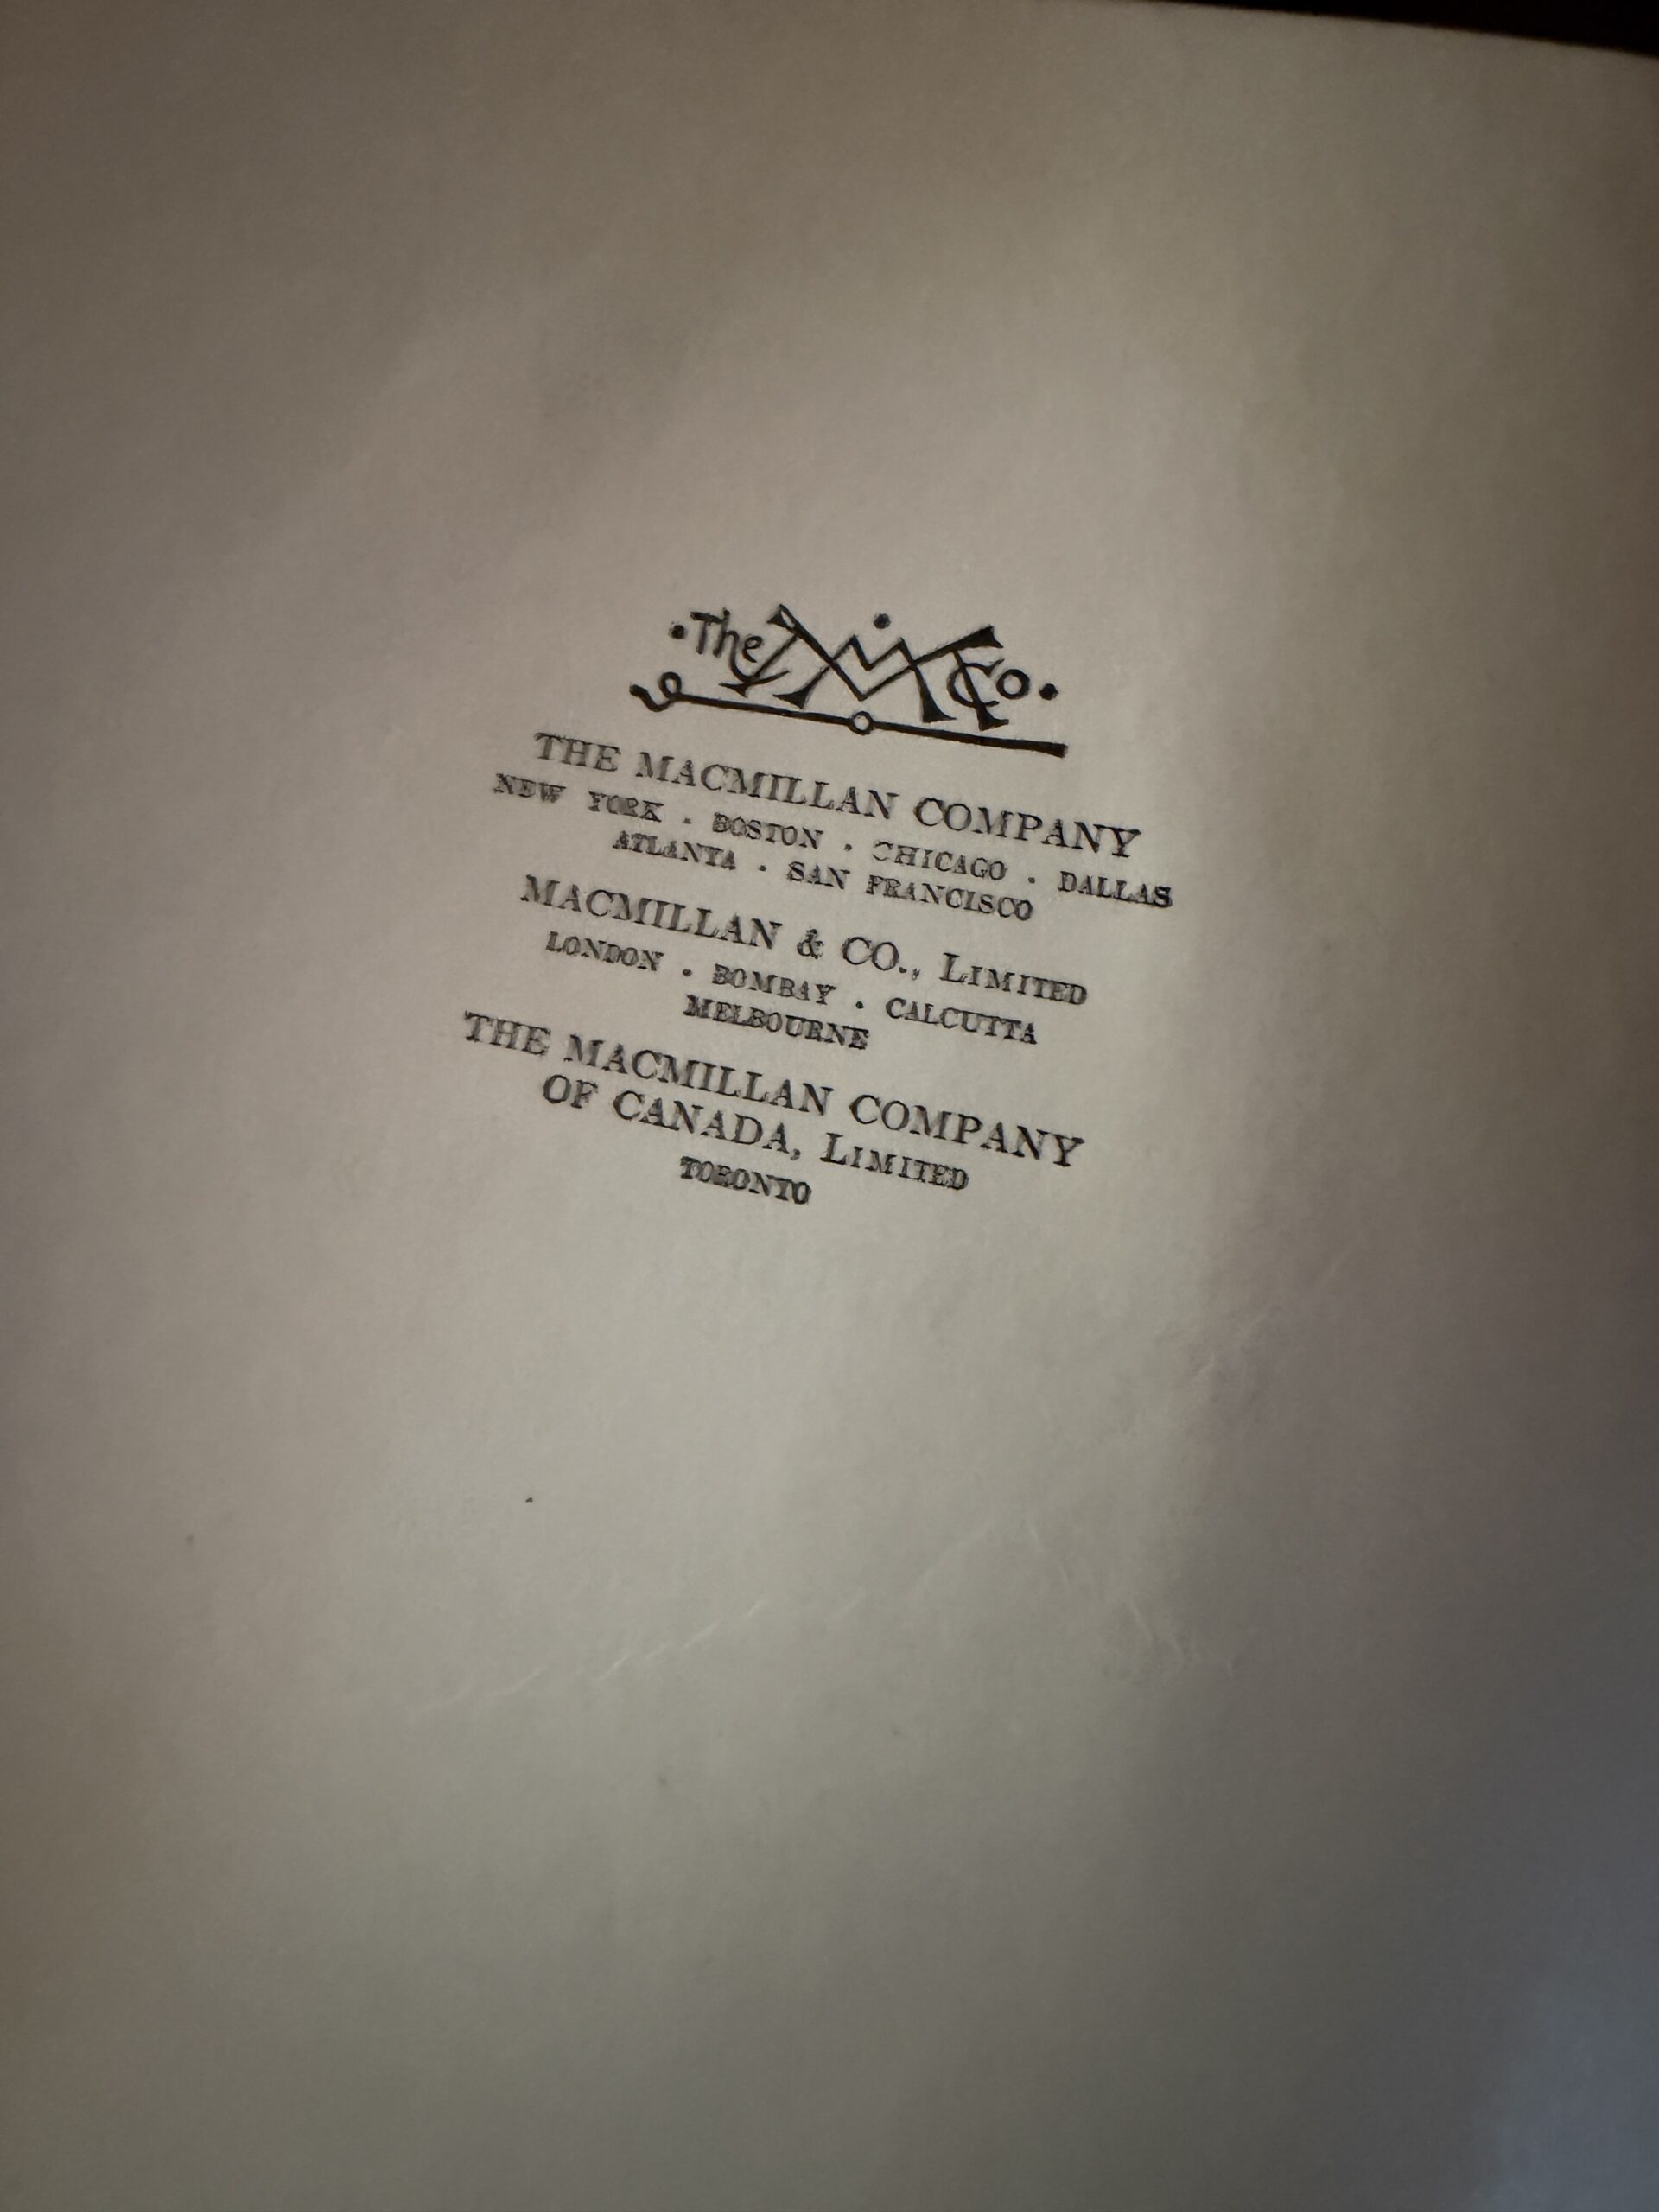 ·The MM Co.·
THE MACMILLAN COMPANY
NEW YORK · BOSTON · CHICAGO · DALLAS
ATLANTA · SAN FRANCISCO
MACMILLAN & CO., LIMITED
LONDON · BOMBAY · CALCUTTA
MELBOURNE
THE MACMILLAN COMPANY
OF CANADA, LIMITED
TORONTO